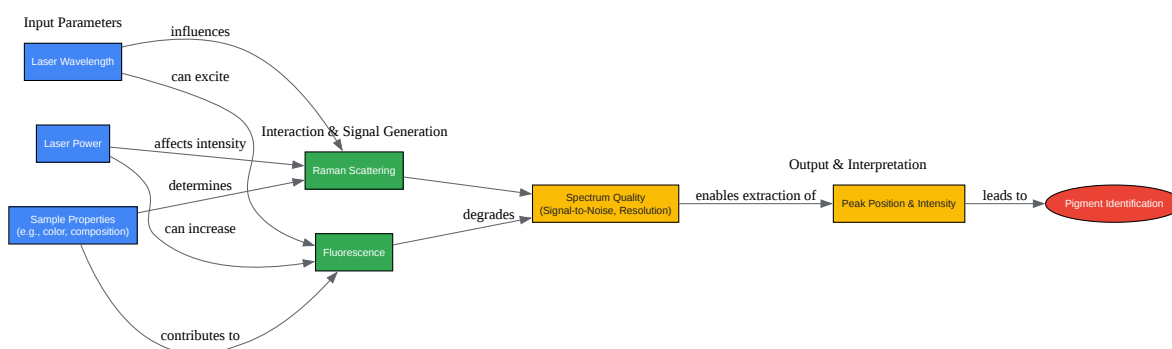 Input Parameters
influences
Laser Wavelength
can excite
Interaction & Signal Generation
Laser Power
affects intensity
Raman Scattering
Output & Interpretation
determines
Spectrum Quality
(Signal-to-Noise, Resolution)
enables extraction of
Peak Position & Intensity
leads to
Pigment Identification
Sample Properties
(e.g., color, composition)
degrades
can increase
Fluorescence
contributes to